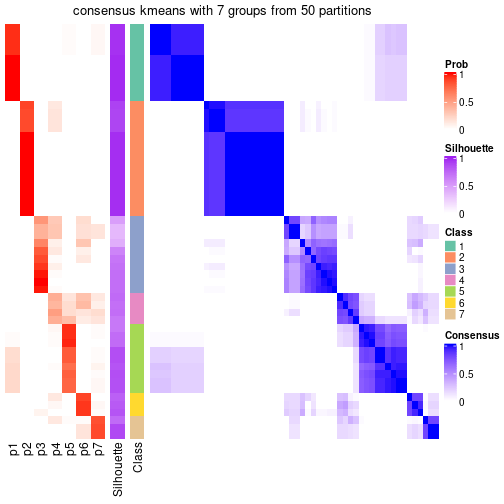 consensus kmeans with 7 groups from 50 partitions
Prob
1
0.5
0
Silhouette
1
0.5
0
Class
1
2
3
4
5
6
7
Consensus
1
0.5
0
p1
p2
p3
p4
p5
p6
p7
Silhouette
Class